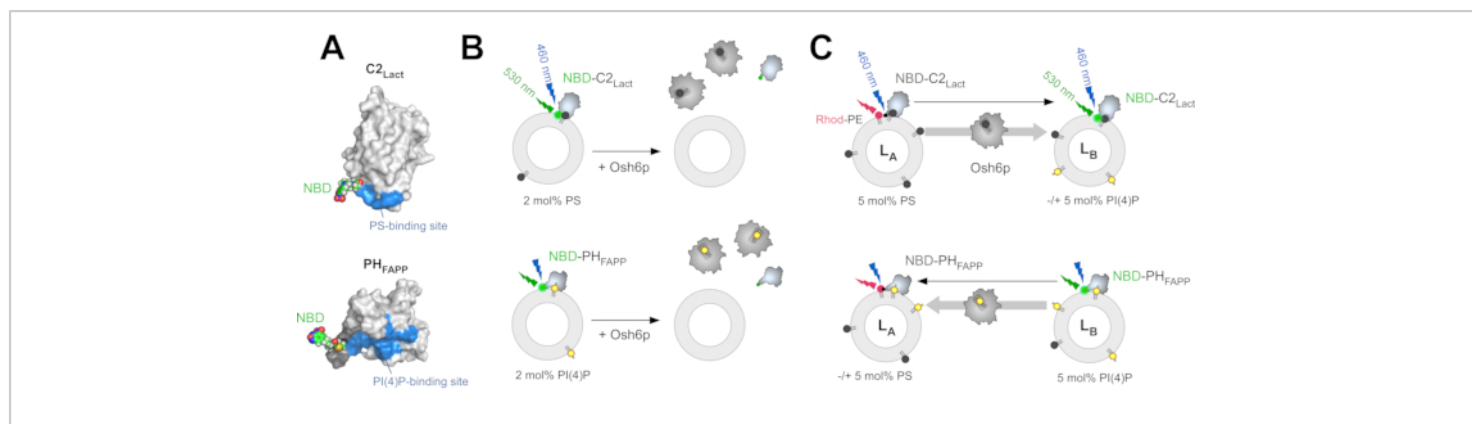 A
C2Lact
NBD
PS-binding site
PHFAPP
NBD
PI(4)P-binding site
B
530 nm
460 nm
NBD-C2Lact
+ Osh6p
2 mol% PS
NBD-PHFAPP
+ Osh6p
2 mol% PI(4)P
C
460 nm
NBD-C2Lact
Rhod-PE
LA
5 mol% PS
Osh6p
530 nm
460 nm
NBD-C2Lact
LB
-/+ 5 mol% PI(4)P
NBD-PHFAPP
LA
-/+ 5 mol% PS
NBD-PHFAPP
LB
5 mol% PI(4)P